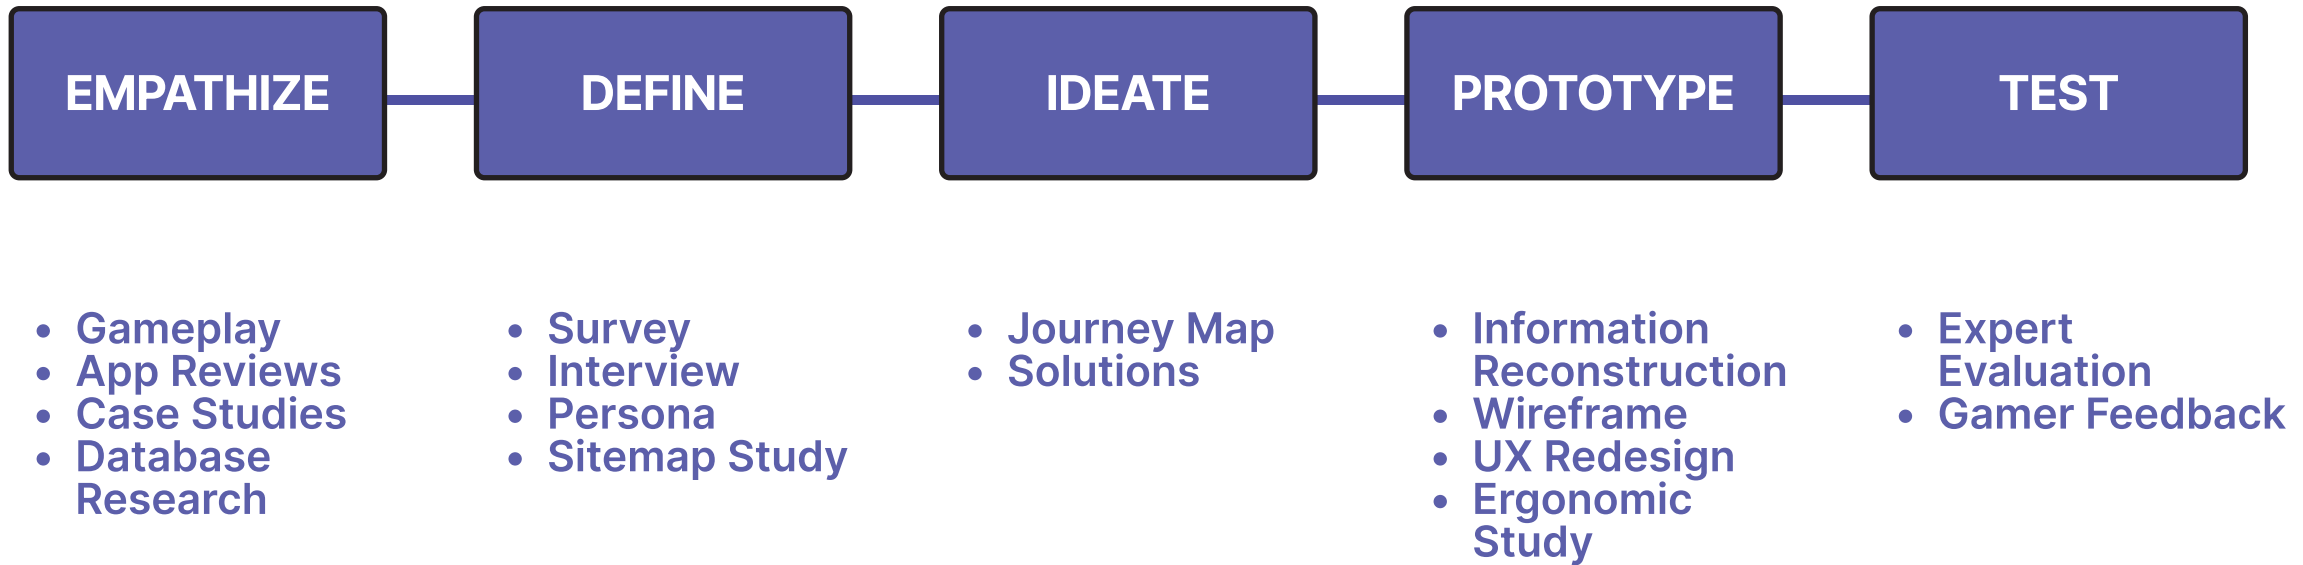 EMPATHIZE
DEFINE
IDEATE
PROTOTYPE
TEST
• Gameplay
• App Reviews
• Case Studies
• Database
Research
• Survey
• Interview
• Persona
• Sitemap Study
• Journey Map
• Solutions
• Information
Reconstruction
• Wireframe
• UX Redesign
• Ergonomic
Study
• Expert
Evaluation
• Gamer Feedback